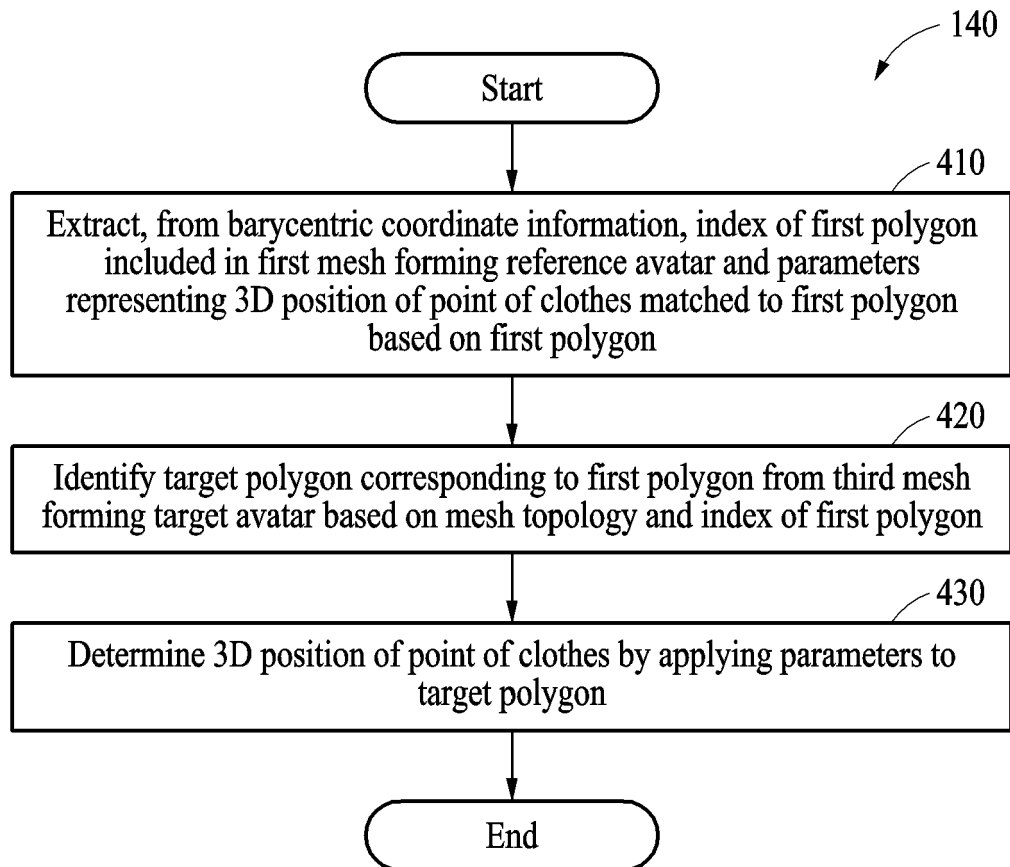 140
Start
410
Extract, from barycentric coordinate information, index of first polygon
included in first mesh forming reference avatar and parameters
representing 3D position of point of clothes matched to first polygon
based on first polygon
420
Identify target polygon corresponding to first polygon from third mesh
forming target avatar based on mesh topology and index of first polygon
430
Determine 3D position of point of clothes by applying parameters to
target polygon
End